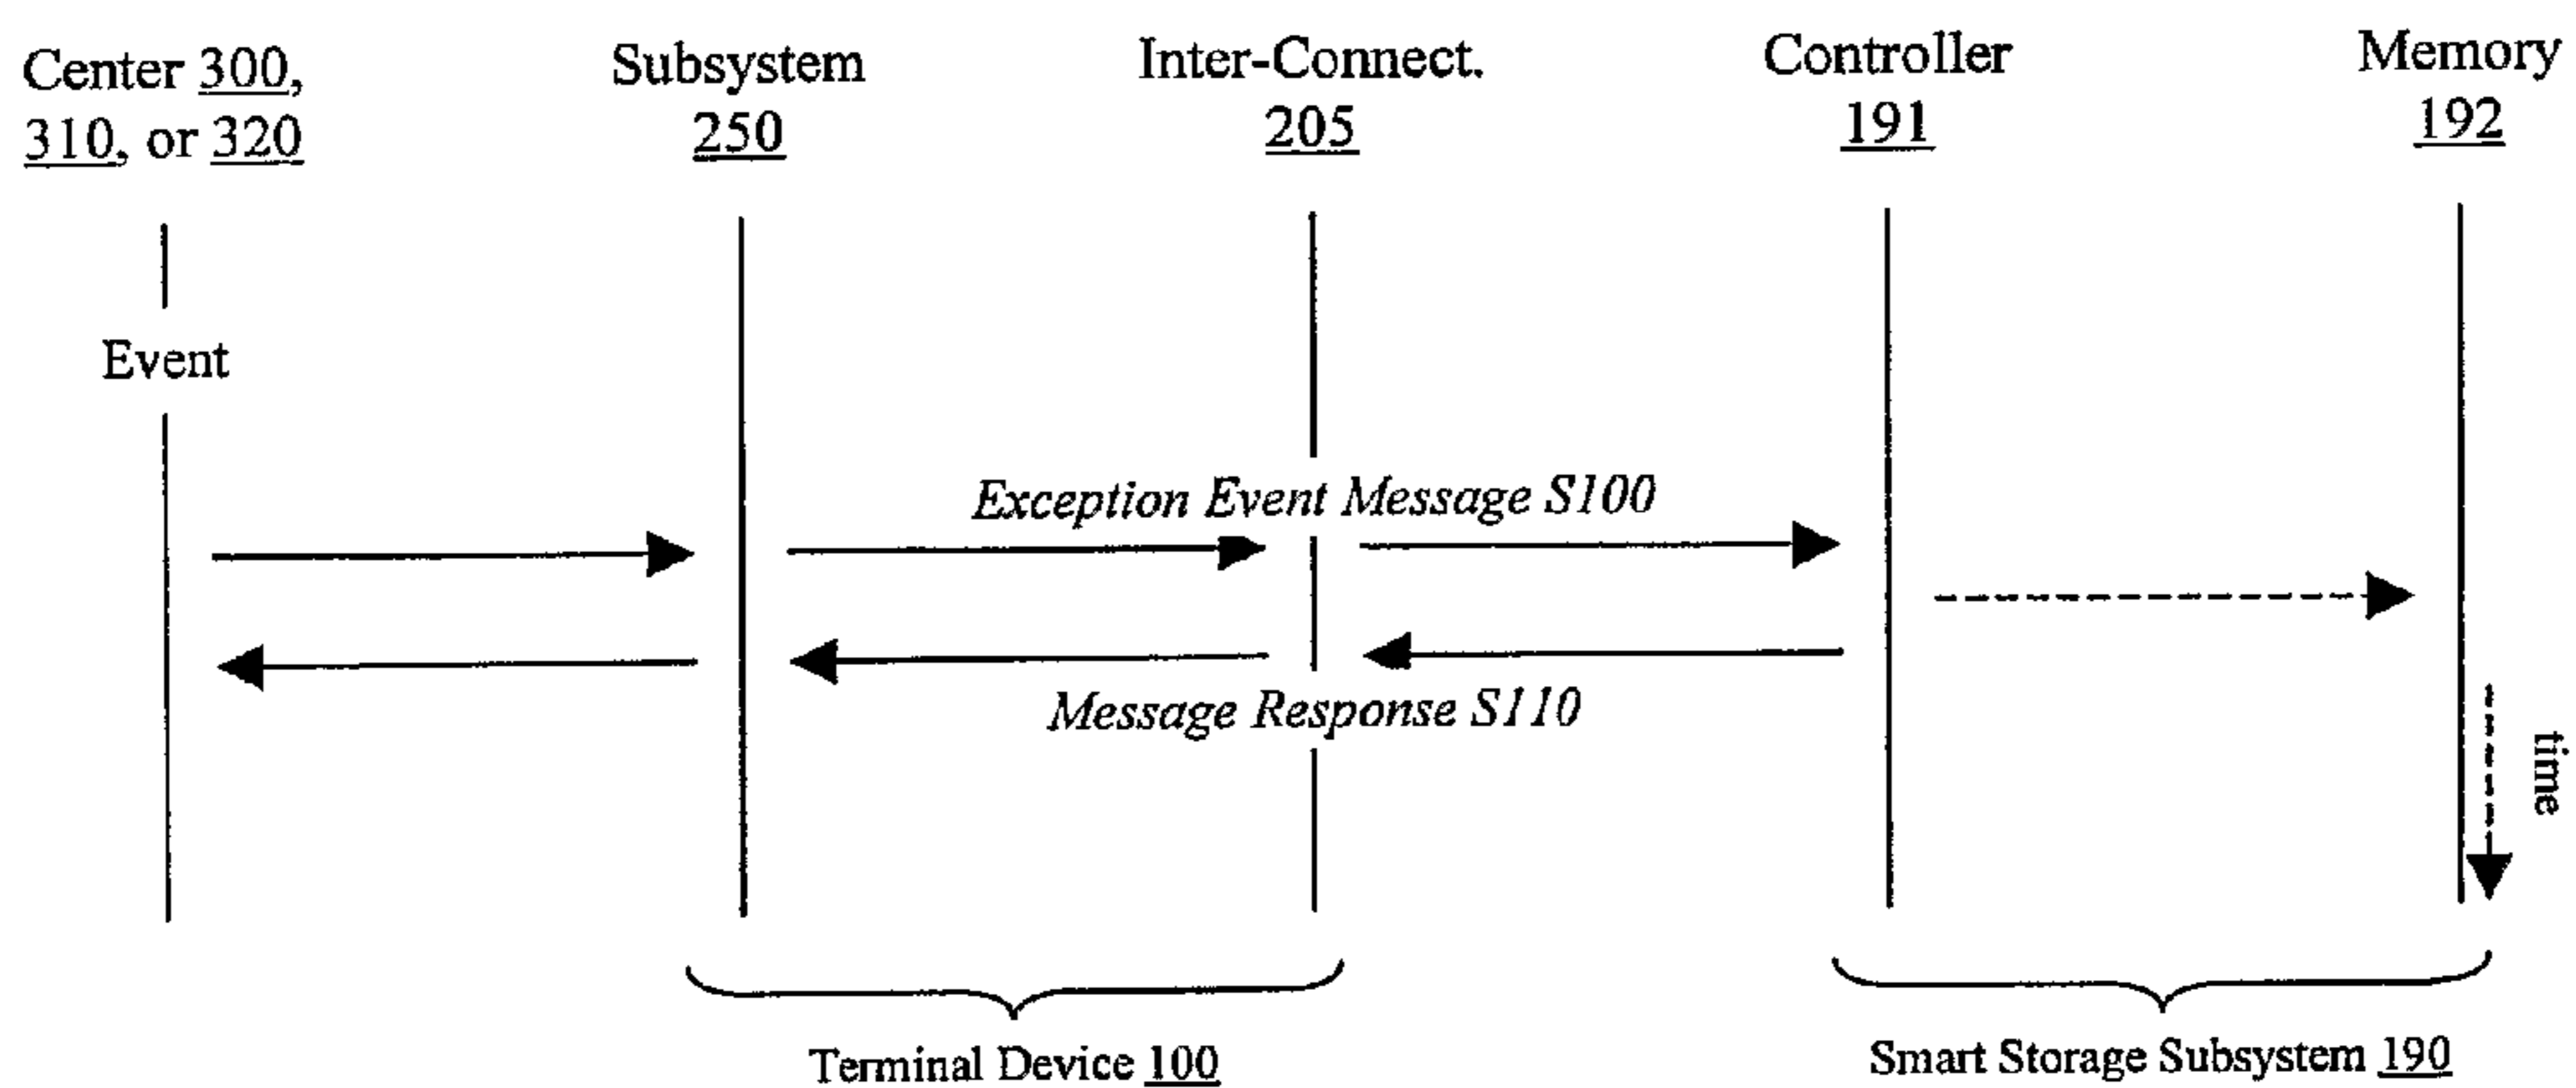 Center 300,
310, or 320
Subsystem
250
Inter-Connect.
205
Controller
191
Memory
192
Event
Exception Event Message S100
Message Response S110
time
Terminal Device 100
Smart Storage Subsystem 190